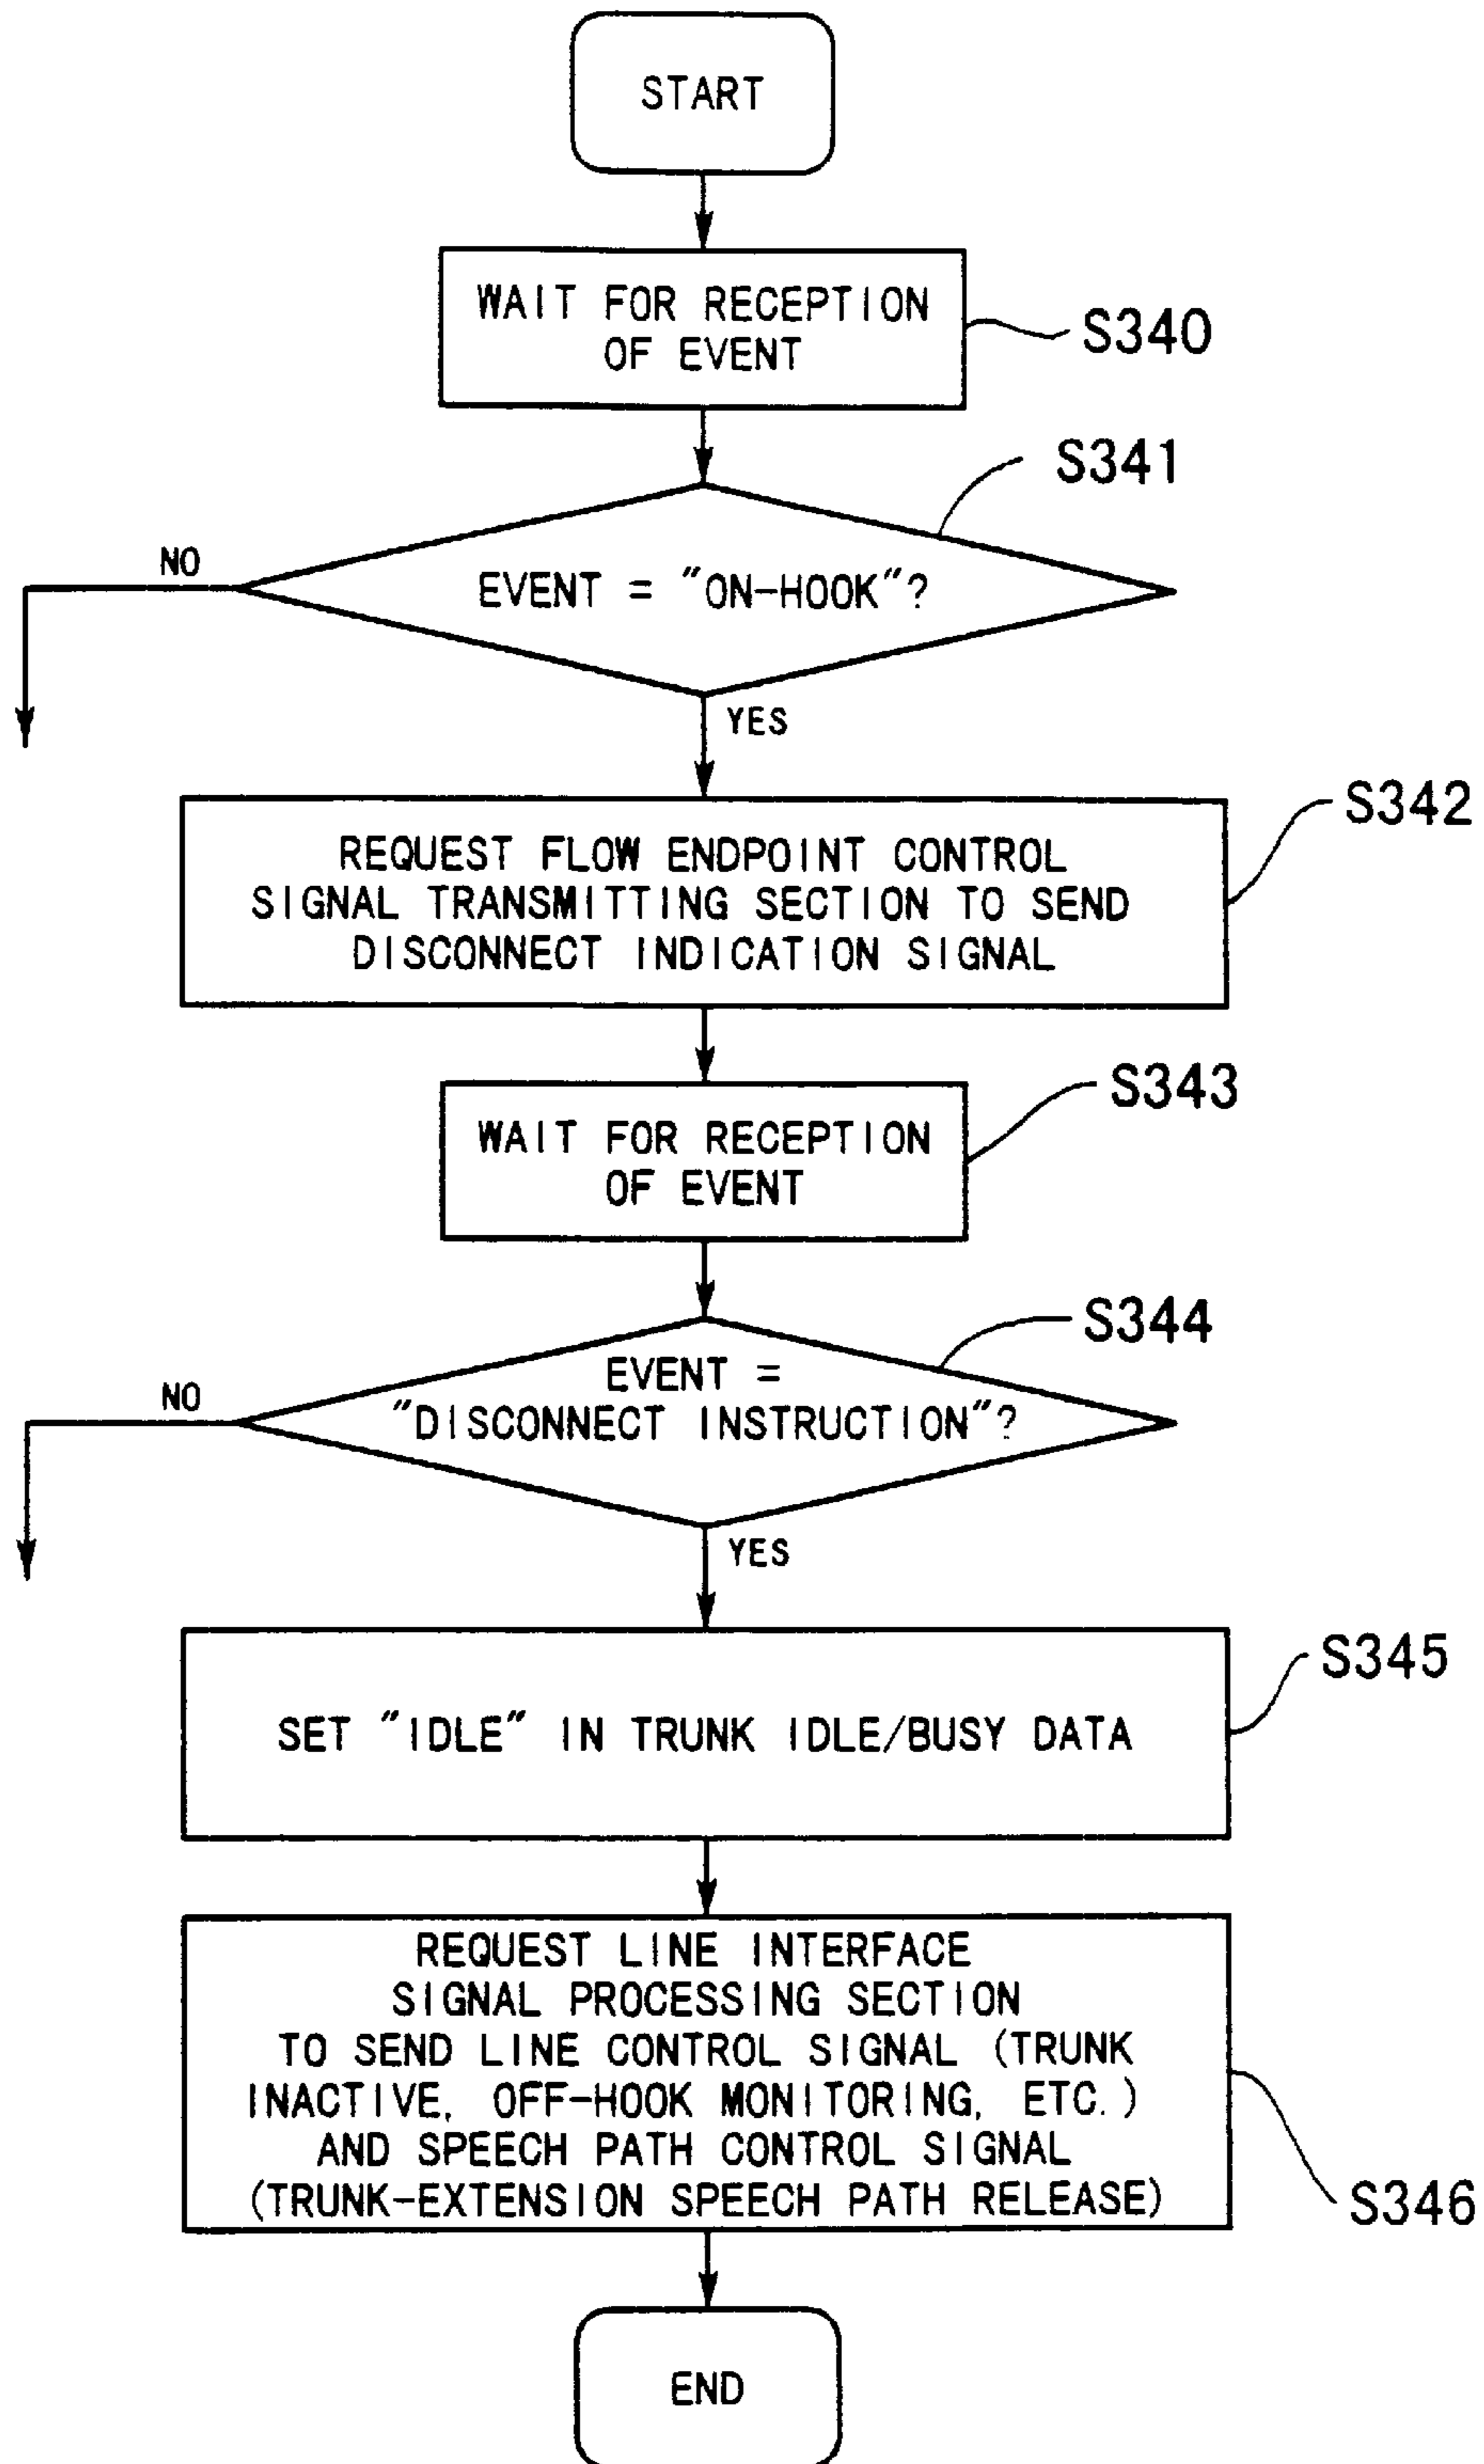 START
WAIT FOR RECEPTION
OF EVENT
S340
S341
EVENT = "ON-HOOK"?
NO
YES
S342
REQUEST FLOW ENDPOINT CONTROL
SIGNAL TRANSMITTING SECTION TO SEND
DISCONNECT INDICATION SIGNAL
S343
WAIT FOR RECEPTION
OF EVENT
S344
EVENT =
"DISCONNECT INSTRUCTION"?
NO
YES
S345
SET "IDLE" IN TRUNK IDLE/BUSY DATA
REQUEST LINE INTERFACE
SIGNAL PROCESSING SECTION
TO SEND LINE CONTROL SIGNAL (TRUNK
INACTIVE, OFF-HOOK MONITORING, ETC.)
AND SPEECH PATH CONTROL SIGNAL
(TRUNK-EXTENSION SPEECH PATH RELEASE)
S346
END